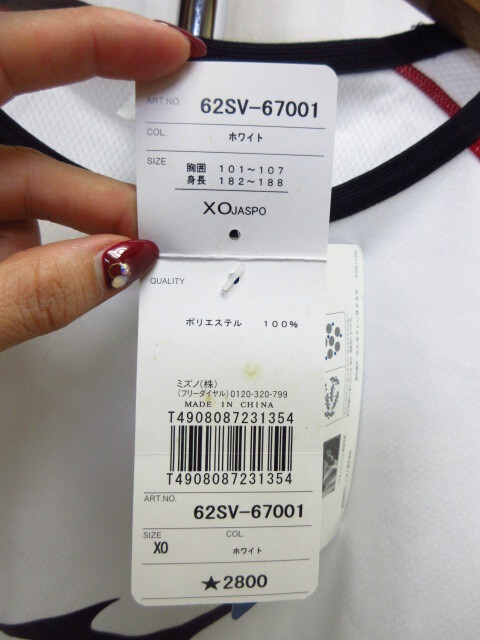 ART.NO. 62SV-67001
COL. ホワイト
SIZE 胸囲 101~107
身長 182~188
XOJASPO
QUALITY
ポリエステル 100%
ミズノ(株)
(フリーダイヤル)0120-320-799
MADE IN CHINA
T4908087231354
T4908087231354
ART.NO. 62SV-67001
SIZE COL.
XO ホワイト
★2800